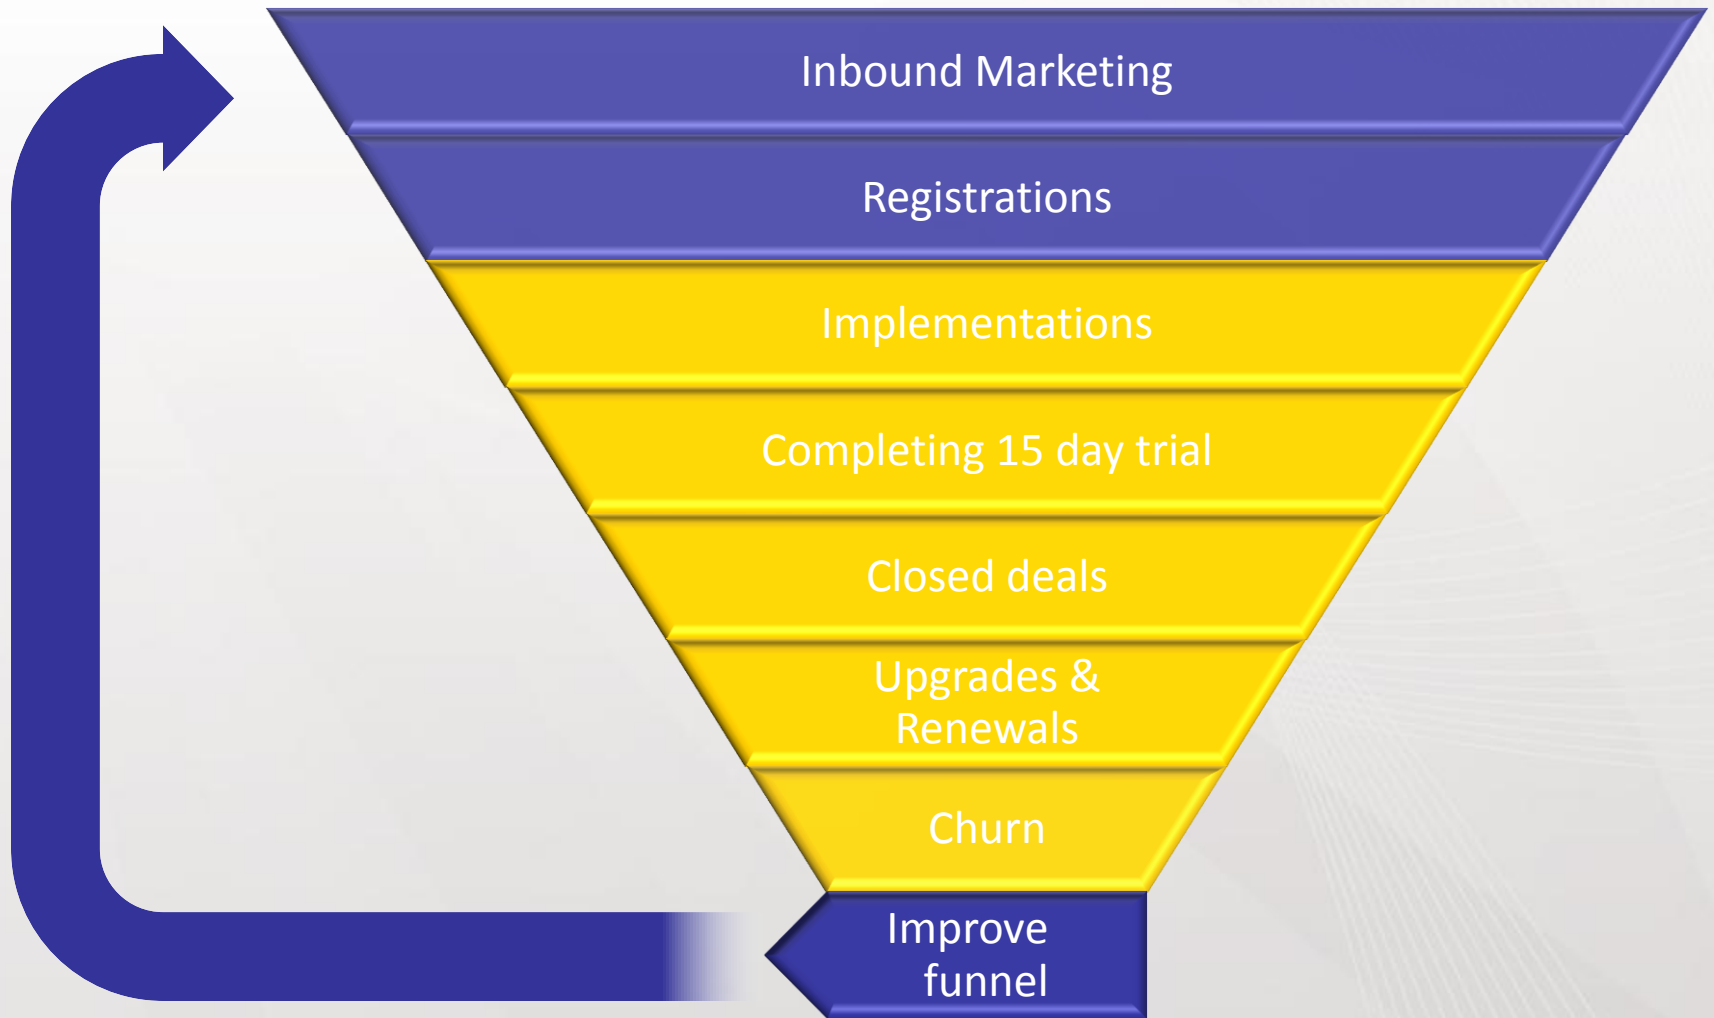 Inbound Marketing
Registrations
Implementations
Completing 15 day trial
Closed deals
Upgrades &
Renewals
Churn
Improve
funnel